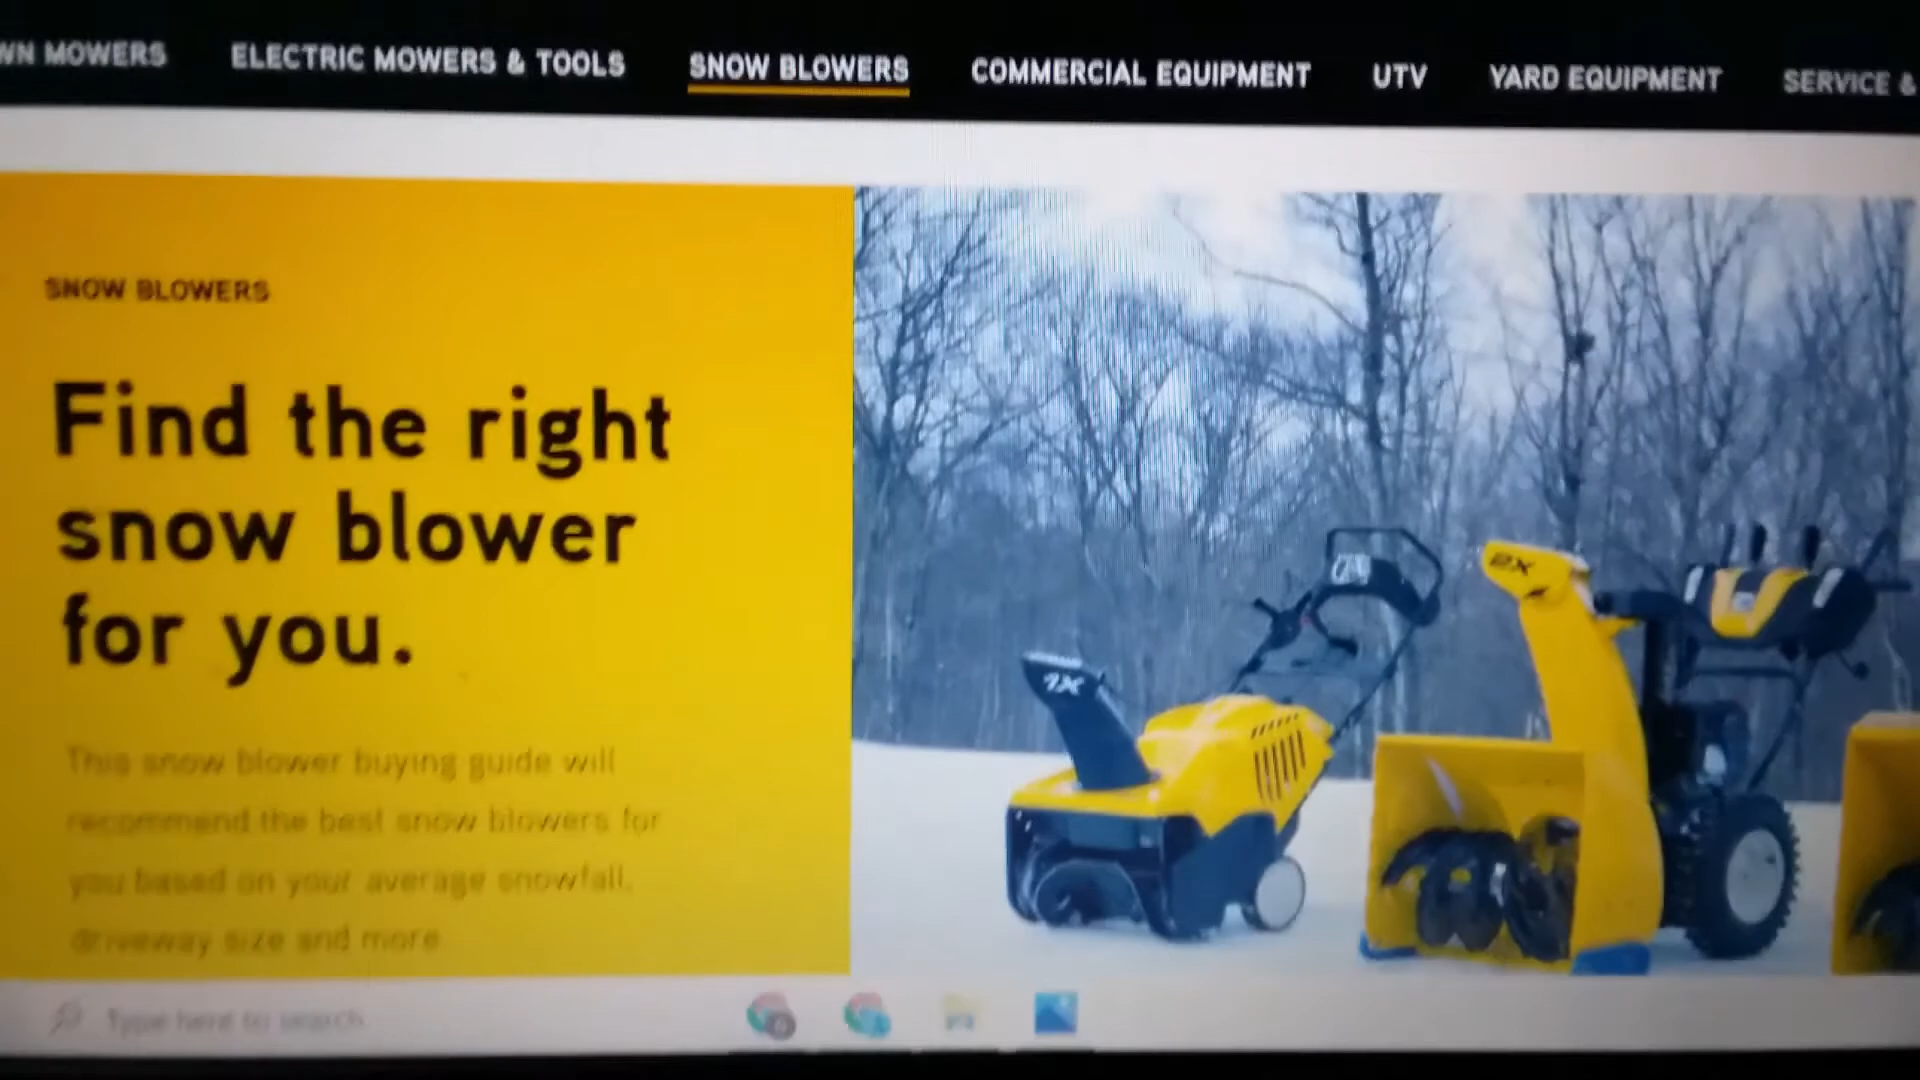 WN MOWERS ELECTRIC MOWERS & TOOLS SNOW BLOWERS COMMERCIAL EQUIPMENT UTV YARD EQUIPMENT SERVICE &
SNOW BLOWERS
Find the right
snow blower
for you.
This snow blower buying guide will
recommend the best snow blowers for
you based on your average snowfall,
driveway size and more
1X
2X
Type here to search